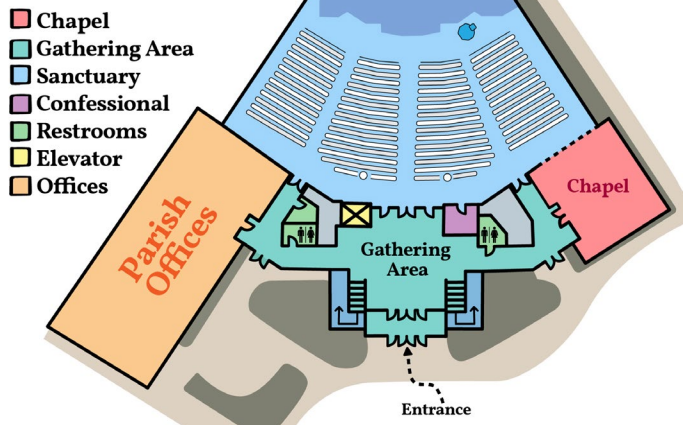 Chapel
Gathering Area
Sanctuary
Confessional
Restrooms
Elevator
Offices
Parish
Offices
Chapel
Gathering
Area
Entrance